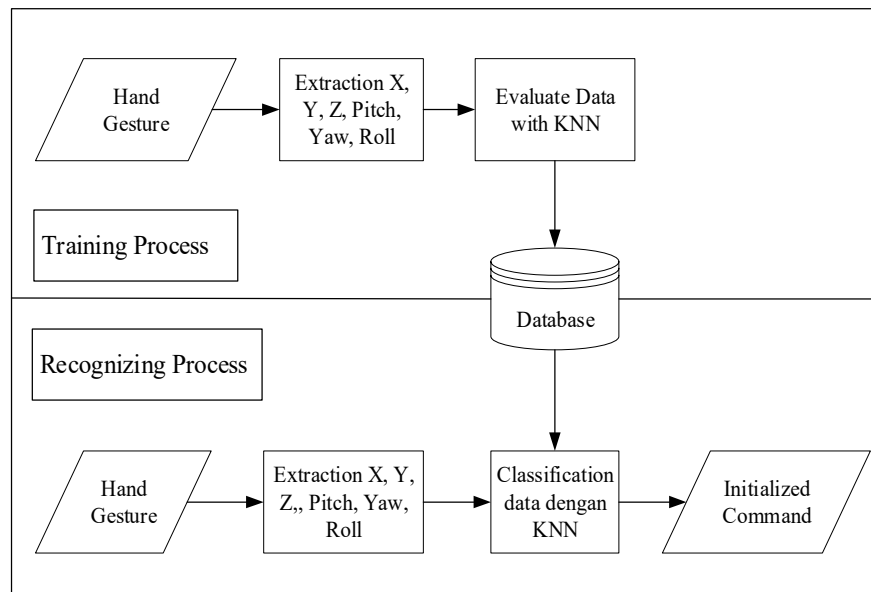 Hand
Gesture
Extraction X,
Y, Z, Pitch,
Yaw, Roll
Evaluate Data
with KNN
Training Process
Database
Recognizing Process
Hand
Gesture
Extraction X, Y,
Z,, Pitch, Yaw,
Roll
Classification
data dengan
KNN
Initialized
Command